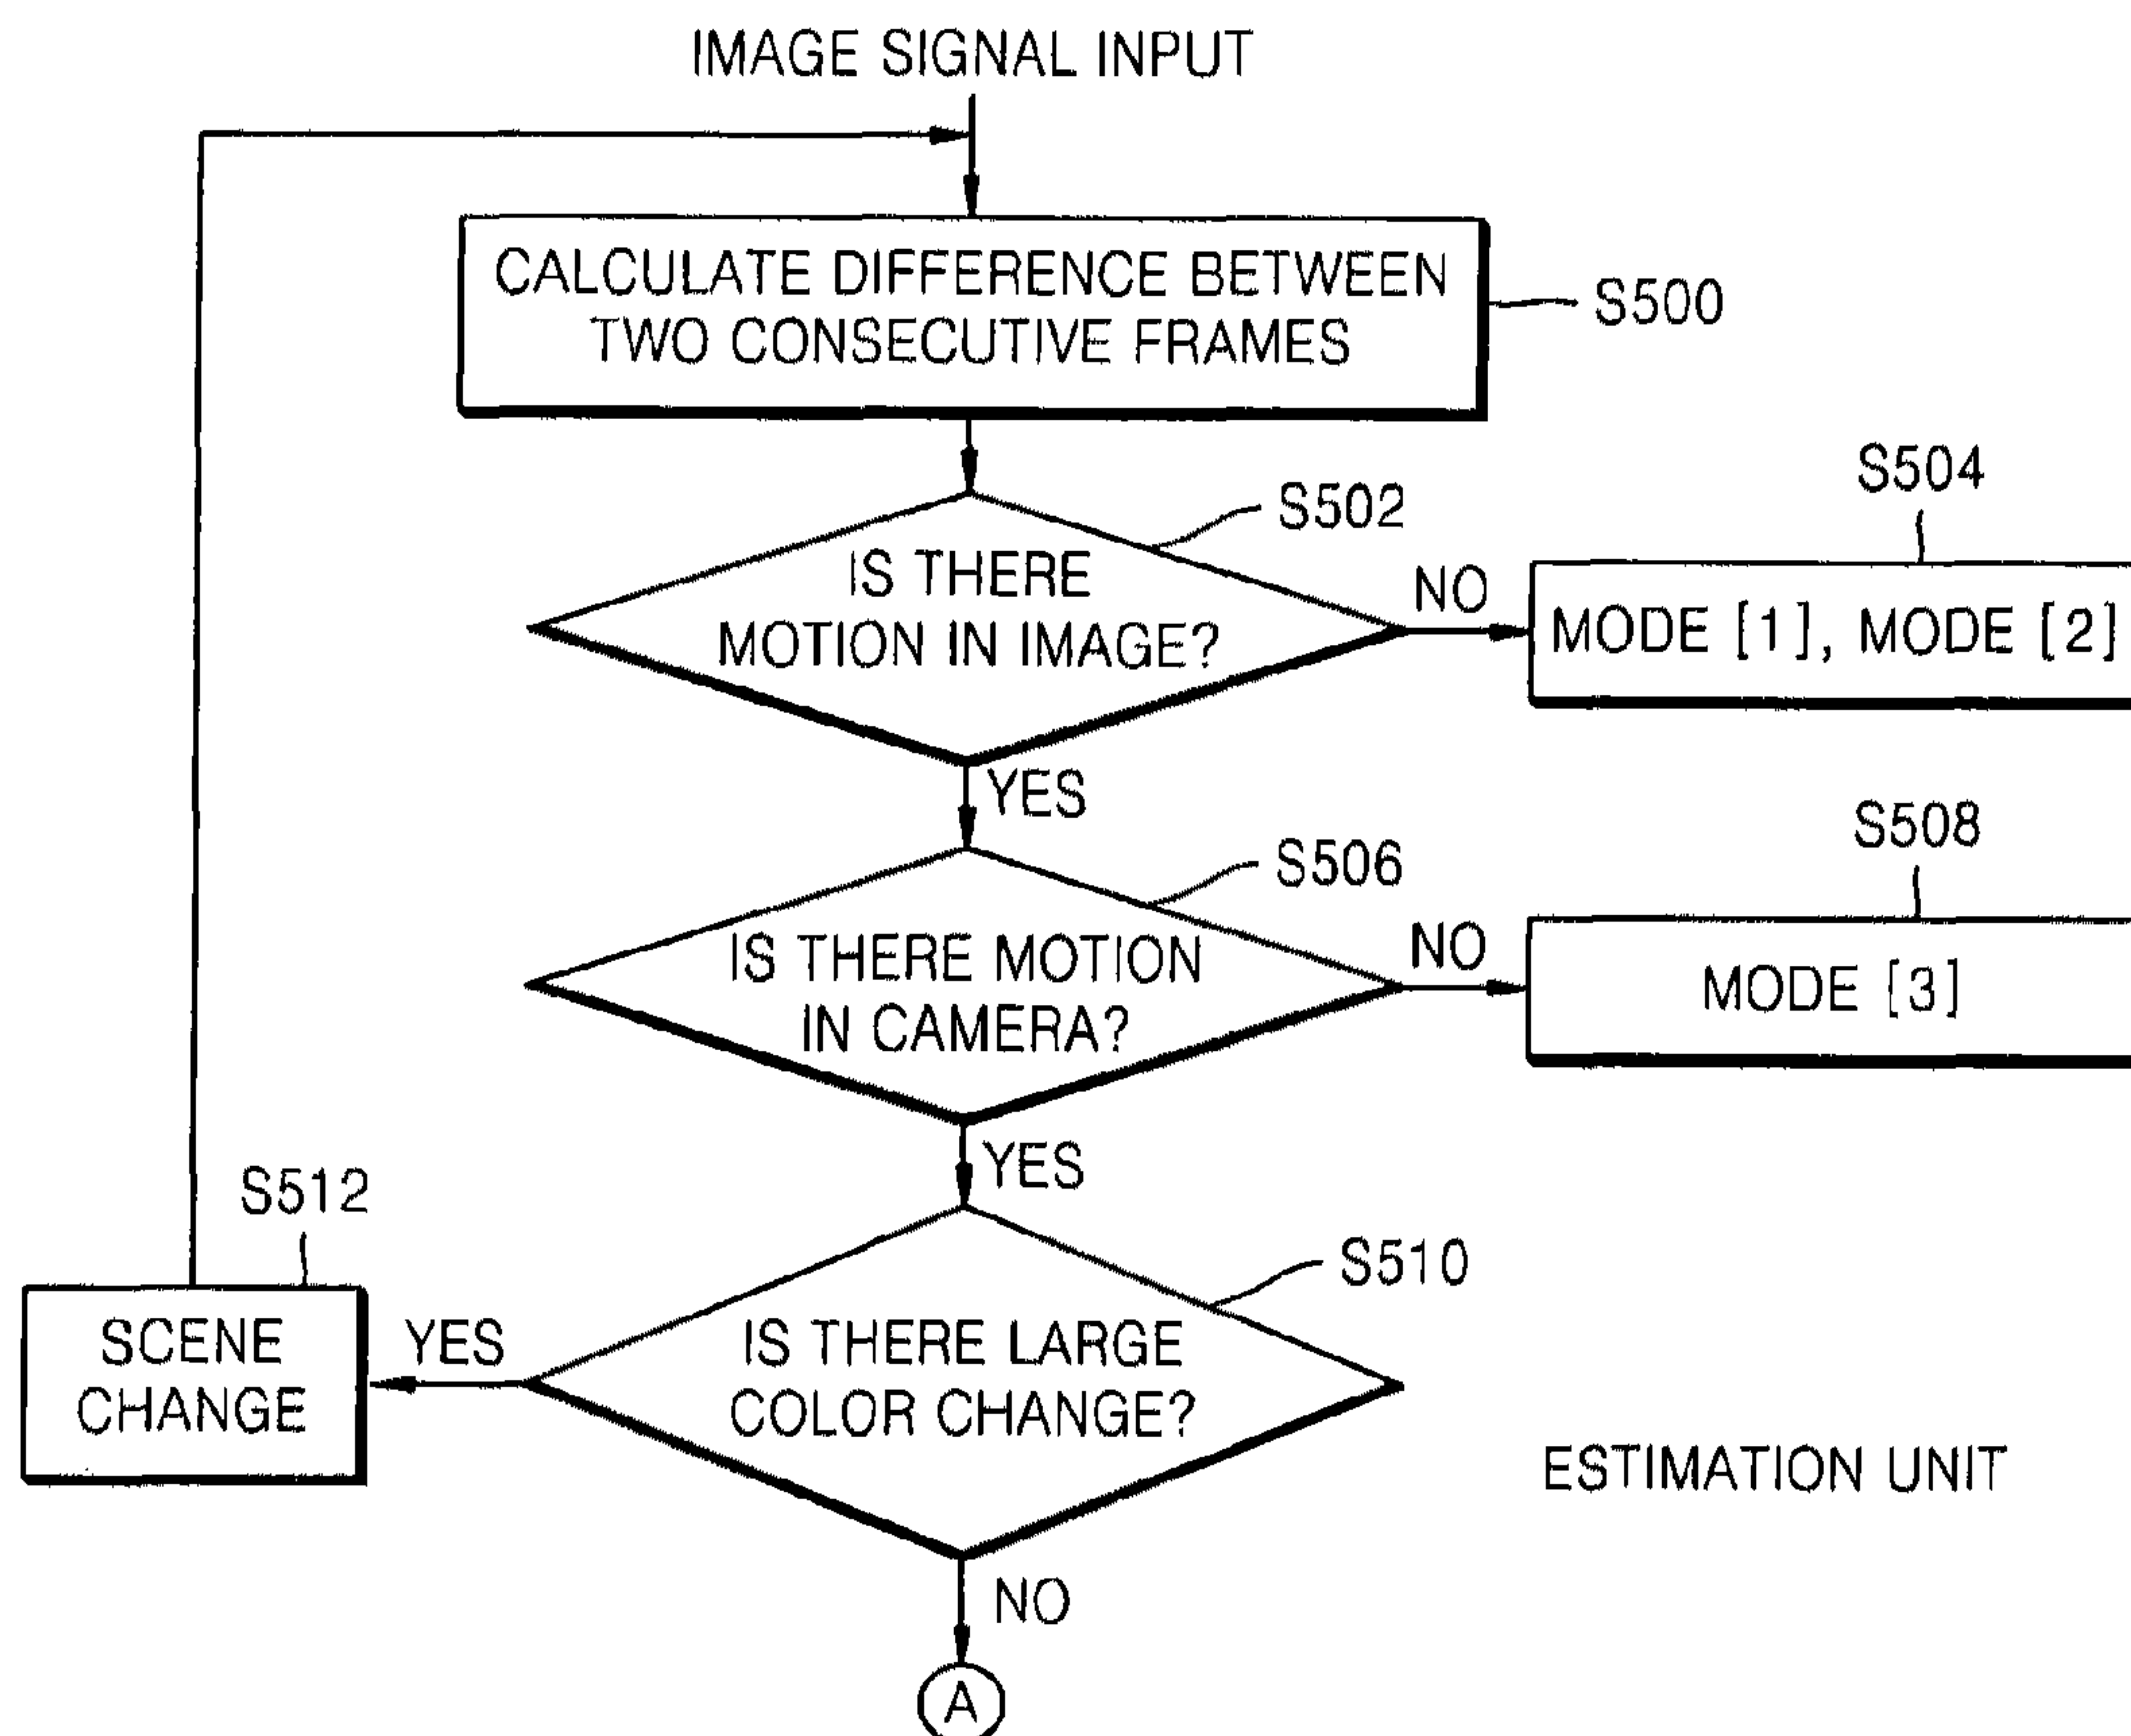 IMAGE SIGNAL INPUT
CALCULATE DIFFERENCE BETWEEN
TWO CONSECUTIVE FRAMES
S500
S502
S504
IS THERE
MOTION IN IMAGE?
NO
MODE [1], MODE [2]
YES
S506
S508
IS THERE MOTION
IN CAMERA?
NO
MODE [3]
YES
S512
S510
SCENE
CHANGE
YES
IS THERE LARGE
COLOR CHANGE?
ESTIMATION UNIT
NO
A